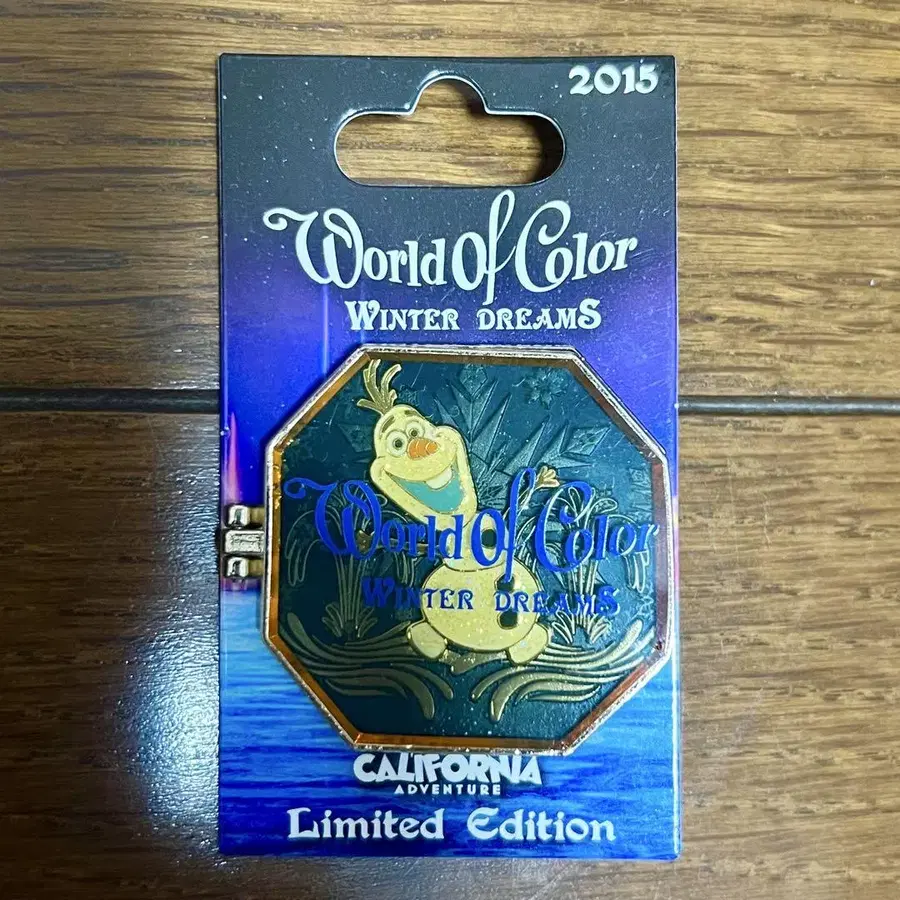 2015
World Of Color
WINTER DREAMS
World Of Color
WINTER DREAMS
CALIFORNIA
ADVENTURE
Limited Edition